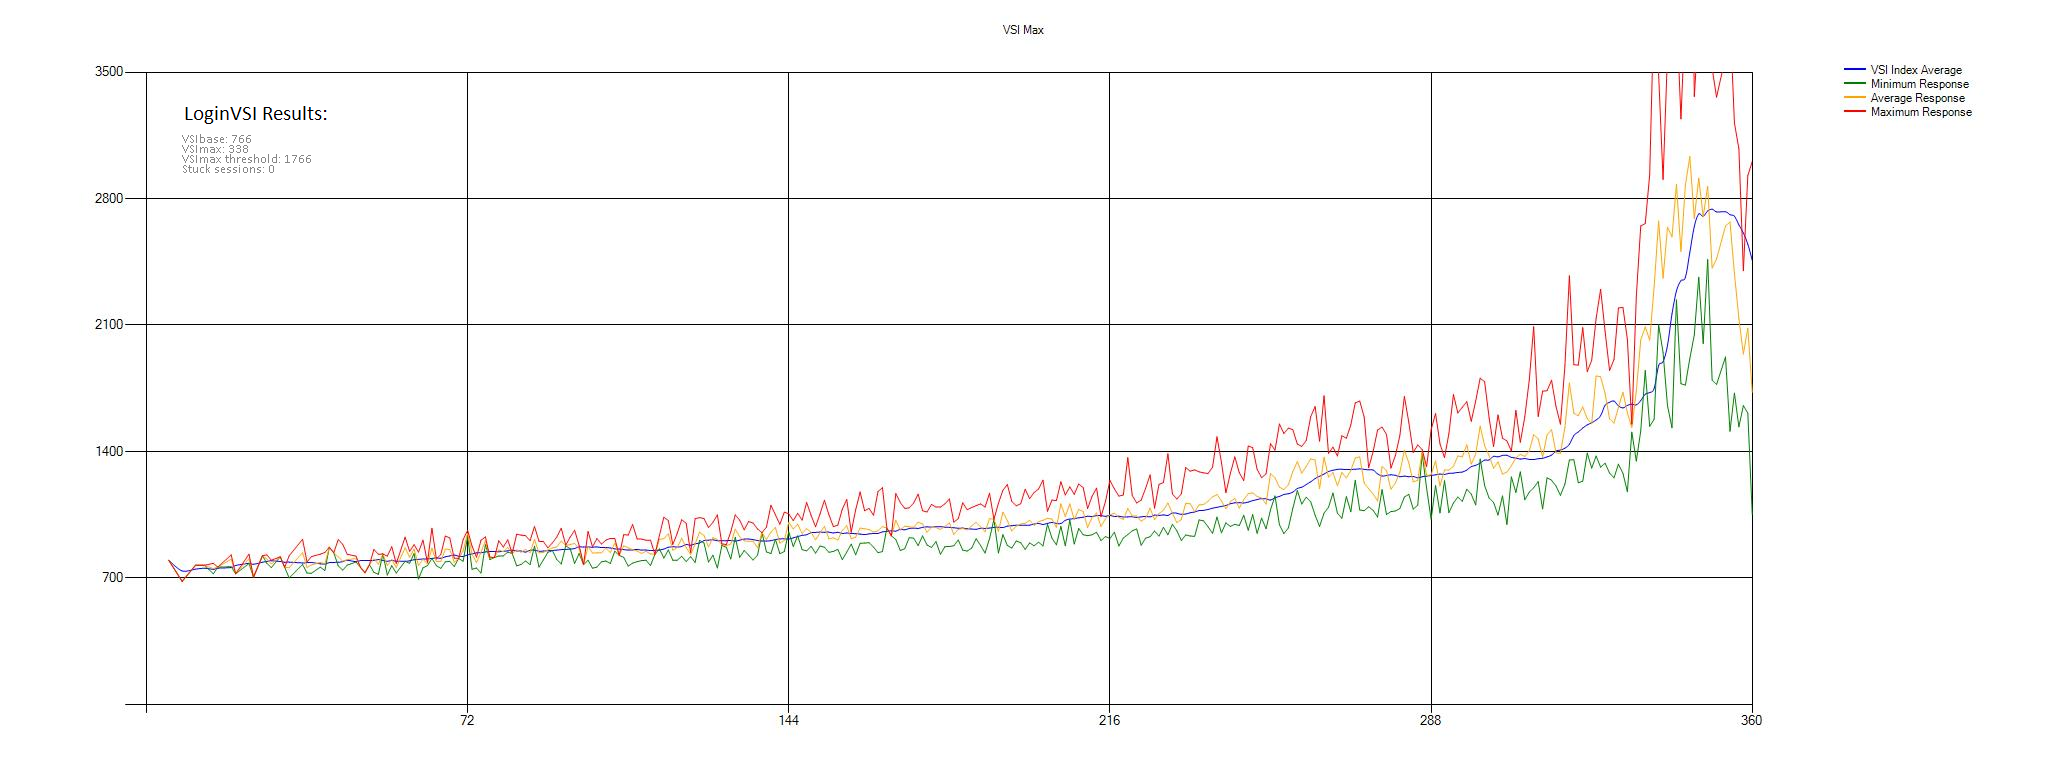 VSI Max
3500
2800
2100
1400
700
LoginVSI Results:
VSIbase: 766
VSImax: 338
VSImax threshold: 1766
Stuck sessions: 0
VSI Index Average
Minimum Response
Average Response
Maximum Response
72
144
216
288
360